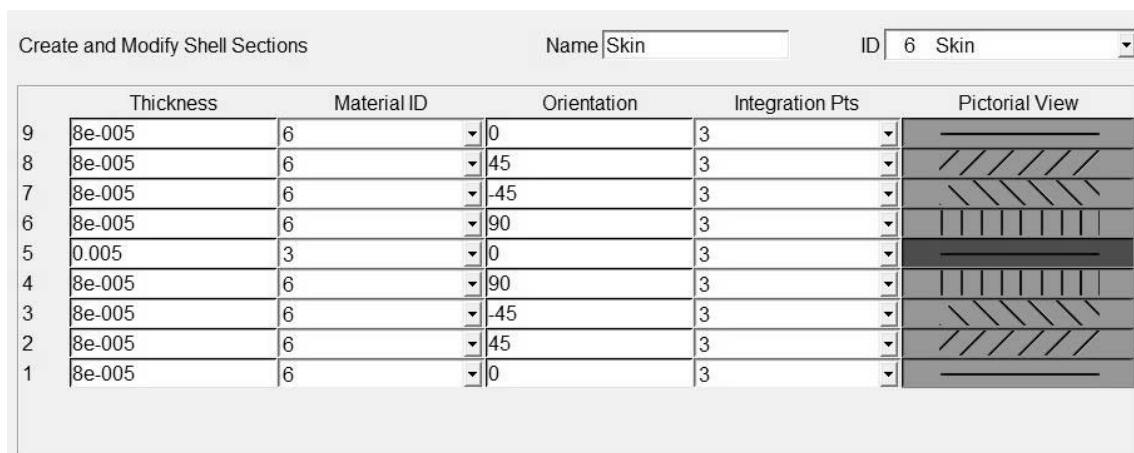 Create and Modify Shell Sections Name Skin ID 6 Skin
Thickness Material ID Orientation Integration Pts Pictorial View
9 8e-005 6 0 3
8 8e-005 6 45 3
7 8e-005 6 -45 3
6 8e-005 6 90 3
5 0.005 3 0 3
4 8e-005 6 90 3
3 8e-005 6 -45 3
2 8e-005 6 45 3
1 8e-005 6 0 3